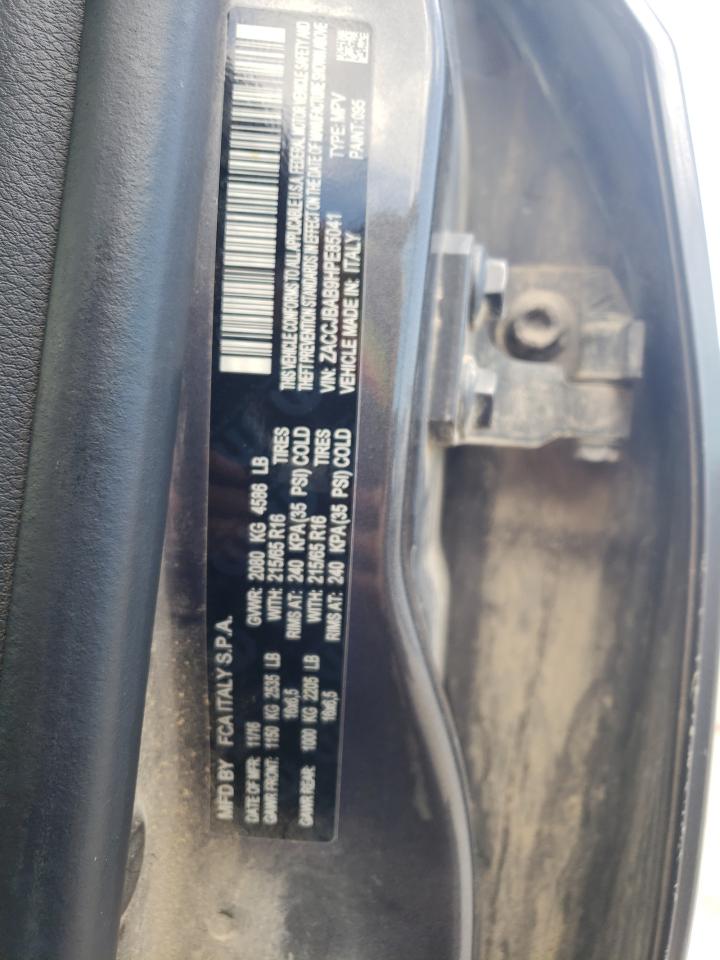 MFD BY FCA ITALY S.P.A.
DATE OF MFR: 11/16 GVWR: 2080 KG 4586 LB
GAWR FRONT: 1150 KG 2535 LB WITH: 215/65 R16 TIRES
16x6,5 RIMS AT: 240 KPA(35 PSI) COLD
GAWR REAR: 1000 KG 2205 LB WITH: 215/65 R16 TIRES
16x6,5 RIMS AT: 240 KPA(35 PSI) COLD
THIS VEHICLE CONFORMS TO ALL APPLICABLE U.S.A. FEDERAL MOTOR VEHICLE SAFETY AND
THEFT PREVENTION STANDARDS IN EFFECT ON THE DATE OF MANUFACTURE SHOWN ABOVE
VIN: ZACCJBAB9HPE85041 TYPE: MPV
VEHICLE MADE IN: ITALY PAINT: 095